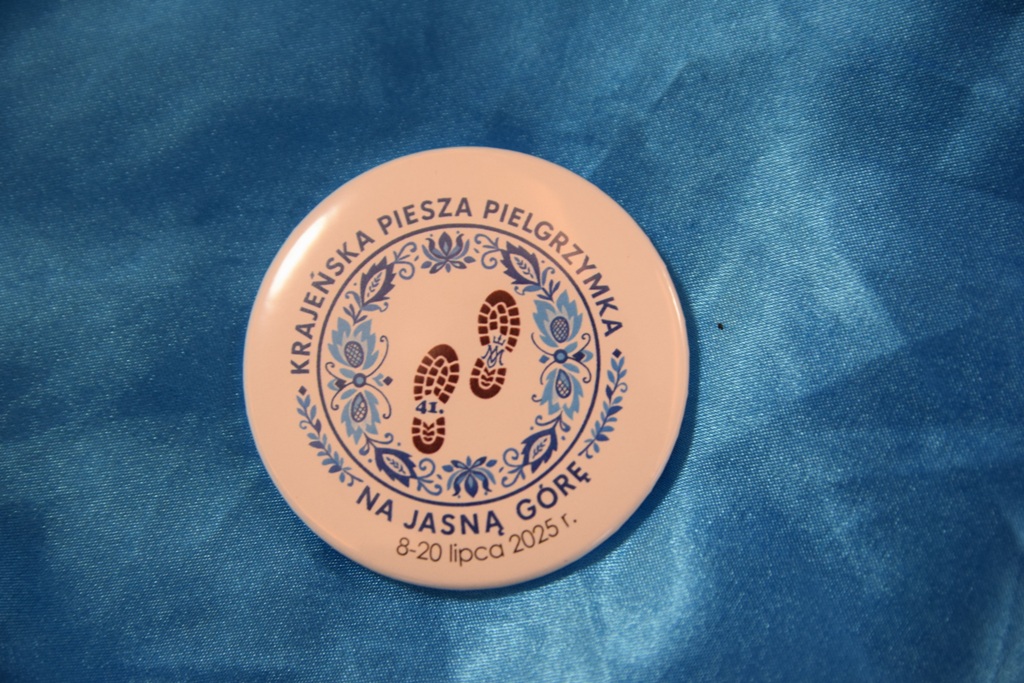 KRAJEŃSKA PIESZA PIELGRZYMKA
41.
NA JASNĄ GÓRĘ
8-20 lipca 2025 r.